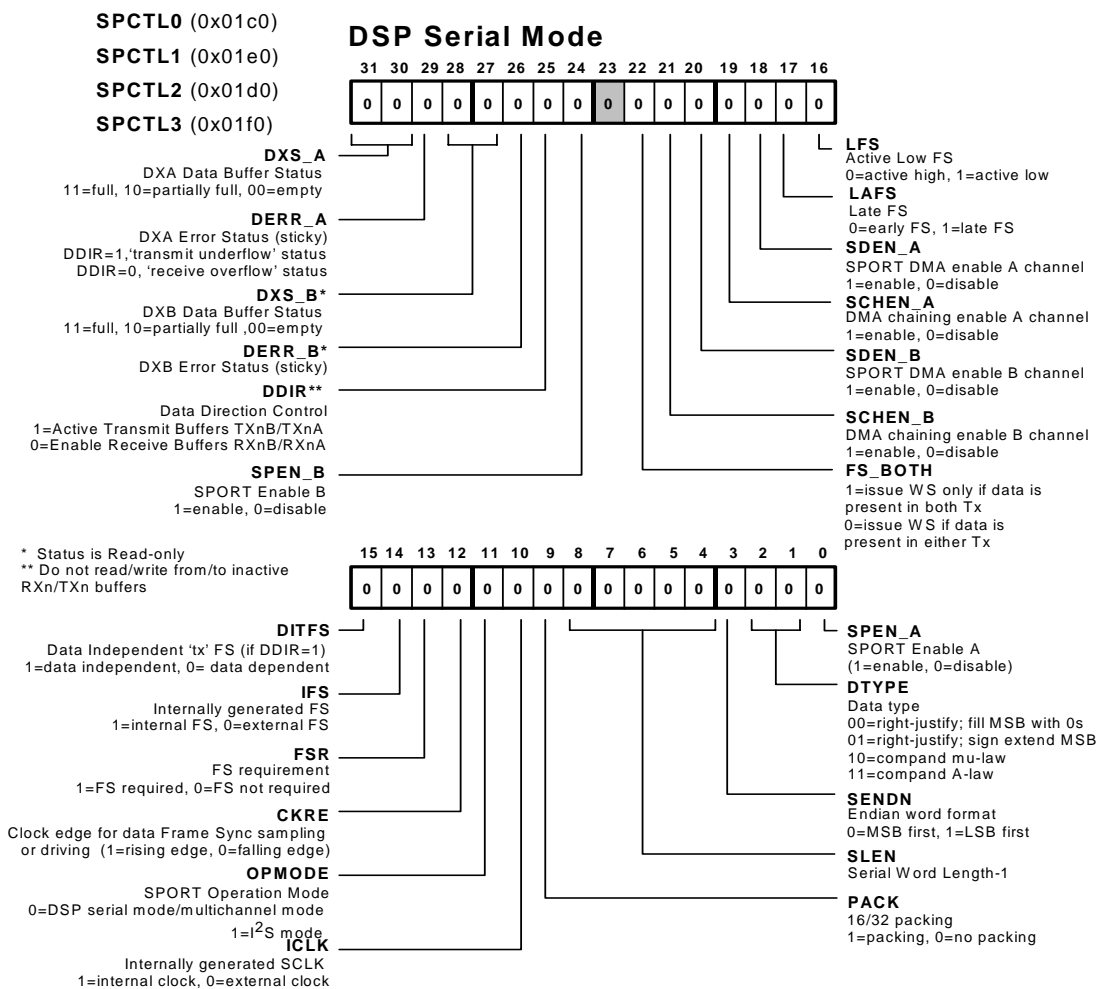 SPCTL0 (0x01c0)
SPCTL1 (0x01e0)
SPCTL2 (0x01d0)
SPCTL3 (0x01f0)
DSP Serial Mode
31 30 29 28 27 26 25 24 23 22 21 20 19 18 17 16
0 0 0 0 0 0 0 0 0 0 0 0 0 0 0 0
DXS_A
DXA Data Buffer Status
11=full, 10=partially full, 00=empty
DERR_A
DXA Error Status (sticky)
DDIR=1,‘transmit underflow’ status
DDIR=0, ‘receive overflow’ status
DXS_B*
DXB Data Buffer Status
11=full, 10=partially full ,00=empty
DERR_B*
DXB Error Status (sticky)
DDIR**
Data Direction Control
1=Active Transmit Buffers TXnB/TXnA
0=Enable Receive Buffers RXnB/RXnA
SPEN_B
SPORT Enable B
1=enable, 0=disable
LFS
Active Low FS
0=active high, 1=active low
LAFS
Late FS
0=early FS, 1=late FS
SDEN_A
SPORT DMA enable A channel
1=enable, 0=disable
SCHEN_A
DMA chaining enable A channel
1=enable, 0=disable
SDEN_B
SPORT DMA enable B channel
1=enable, 0=disable
SCHEN_B
DMA chaining enable B channel
1=enable, 0=disable
FS_BOTH
1=issue WS only if data is
present in both Tx
0=issue WS if data is
present in either Tx
* Status is Read-only
** Do not read/write from/to inactive
RXn/TXn buffers
15 14 13 12 11 10 9 8 7 6 5 4 3 2 1 0
0 0 0 0 0 0 0 0 0 0 0 0 0 0 0 0
DITFS
Data Independent ‘tx’ FS (if DDIR=1)
1=data independent, 0= data dependent
IFS
Internally generated FS
1=internal FS, 0=external FS
FSR
FS requirement
1=FS required, 0=FS not required
CKRE
Clock edge for data Frame Sync sampling
or driving (1=rising edge, 0=falling edge)
OPMODE
SPORT Operation Mode
0=DSP serial mode/multichannel mode
1=I2S mode
ICLK
Internally generated SCLK
1=internal clock, 0=external clock
SPEN_A
SPORT Enable A
(1=enable, 0=disable)
DTYPE
Data type
00=right-justify; fill MSB with 0s
01=right-justify; sign extend MSB
10=compand mu-law
11=compand A-law
SENDN
Endian word format
0=MSB first, 1=LSB first
SLEN
Serial Word Length-1
PACK
16/32 packing
1=packing, 0=no packing